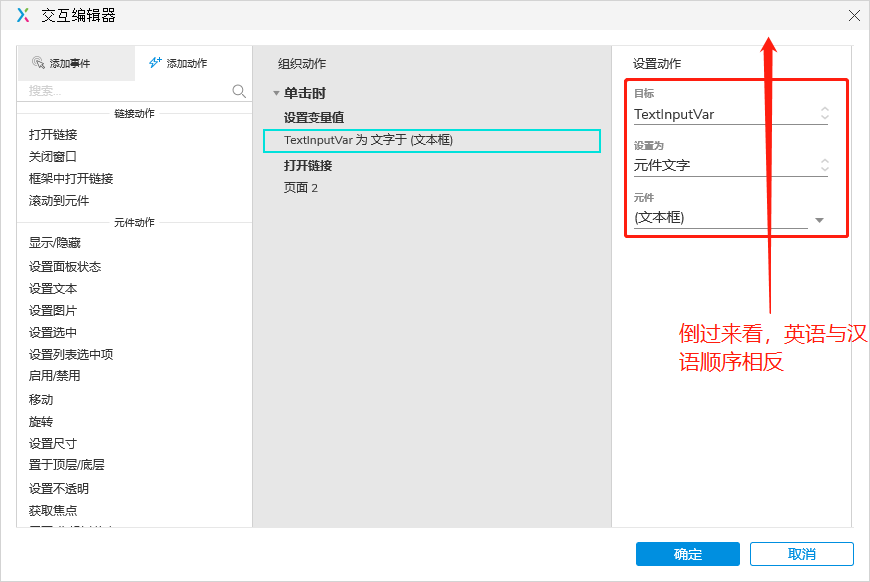 交互编辑器
添加事件
添加动作
搜索...
链接动作
打开链接
关闭窗口
框架中打开链接
滚动到元件
元件动作
显示/隐藏
设置面板状态
设置文本
设置图片
设置选中
设置列表选中项
启用/禁用
移动
旋转
设置尺寸
置于顶层/底层
设置不透明
获取焦点
组织动作
单击时
设置变量值
TextInputVar 为 文字于 (文本框)
打开链接
页面 2
设置动作
目标
TextInputVar
设置为
元件文字
元件
(文本框)
倒过来看，英语与汉
语顺序相反
确定
取消